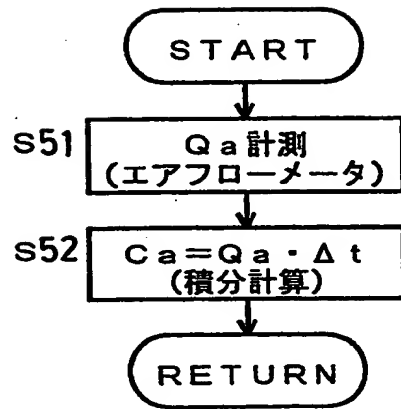 START
S51
Qa計測
(エアフローメータ)
S52
Ca=Qa・Δt
(積分計算)
RETURN